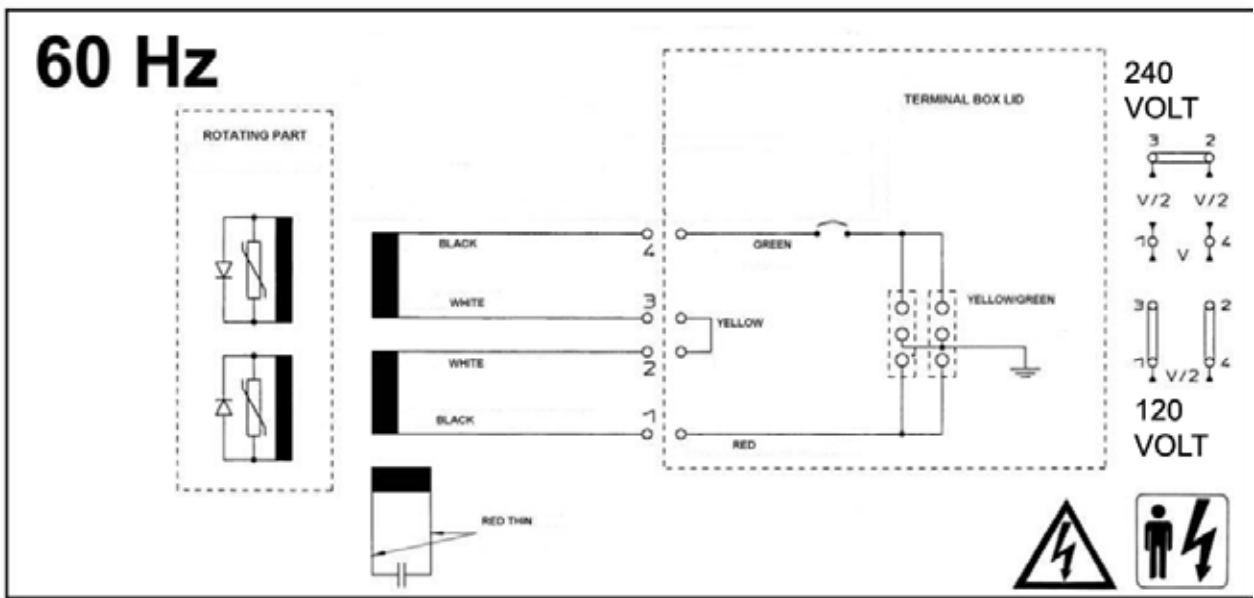 60 Hz
ROTATING PART
TERMINAL BOX LID
BLACK
4
GREEN
WHITE
3
YELLOW
YELLOW/GREEN
WHITE
2
BLACK
1
RED
RED THIN
240
VOLT
3 2
V/2 V/2
1 V 4
3 2
1 V/2 4
120
VOLT